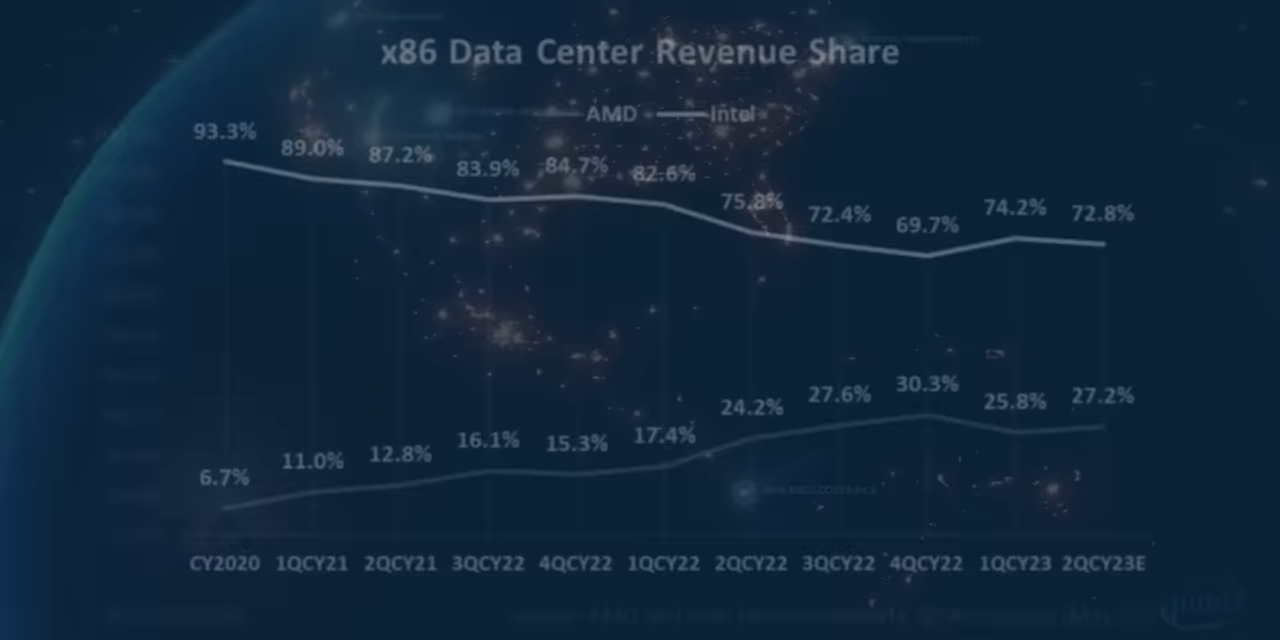 x86 Data Center Revenue Share
AMD Intel
93.3% 89.0% 87.2% 83.9% 84.7% 82.6% 75.8% 72.4% 69.7% 74.2% 72.8%
6.7% 11.0% 12.8% 16.1% 15.3% 17.4% 24.2% 27.6% 30.3% 25.8% 27.2%
CY2020 1QCY21 2QCY21 3QCY22 4QCY22 1QCY22 2QCY22 3QCY22 4QCY22 1QCY23 2QCY23E